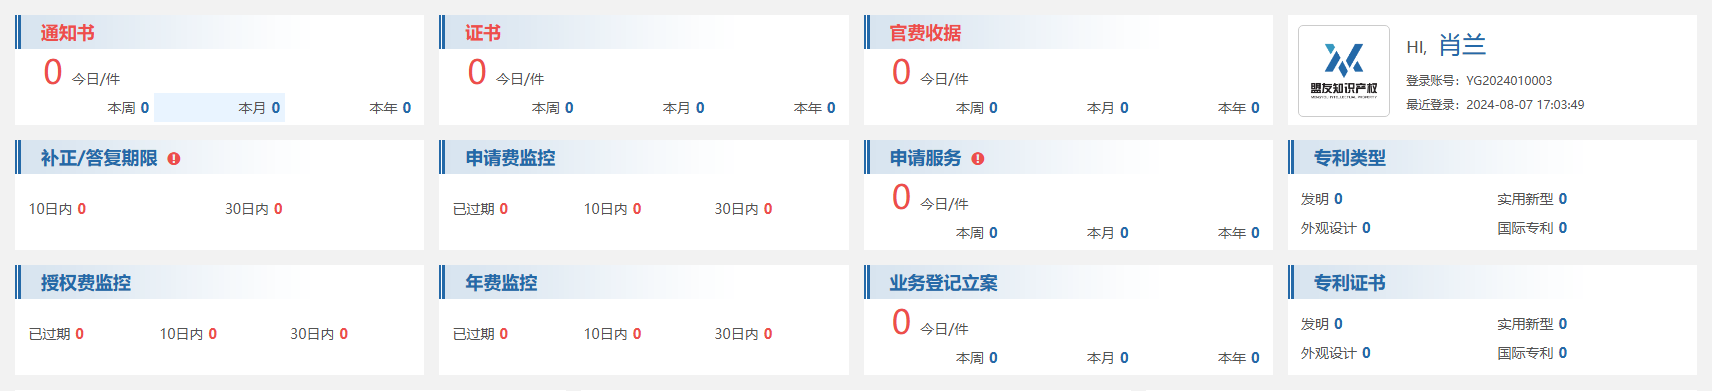 通知书
0 今日/件
本周 0 本月 0 本年 0
证书
0 今日/件
本周 0 本月 0 本年 0
官费收据
0 今日/件
本周 0 本月 0 本年 0
盟友知识产权
HI, 肖兰
登录账号：YG2024010003
最近登录：2024-08-07 17:03:49
补正/答复期限
10日内 0 30日内 0
申请费监控
已过期 0 10日内 0 30日内 0
申请服务
0 今日/件
本周 0 本月 0 本年 0
专利类型
发明 0 实用新型 0
外观设计 0 国际专利 0
授权费监控
已过期 0 10日内 0 30日内 0
年费监控
已过期 0 10日内 0 30日内 0
业务登记立案
0 今日/件
本周 0 本月 0 本年 0
专利证书
发明 0 实用新型 0
外观设计 0 国际专利 0